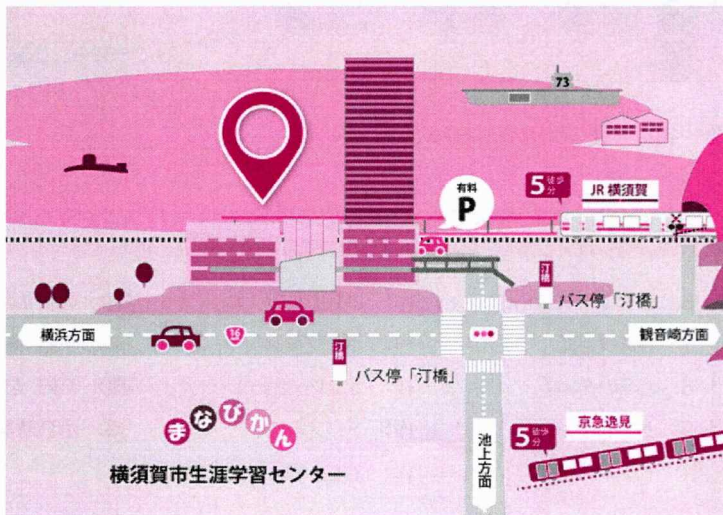 73
有料
P
5 徒歩分
JR 横須賀
汀橋
バス停「汀橋」
横浜方面
16
観音崎方面
汀橋
バス停「汀橋」
まなびかん
横須賀市生涯学習センター
池上方面
5 徒歩分
京急逸見